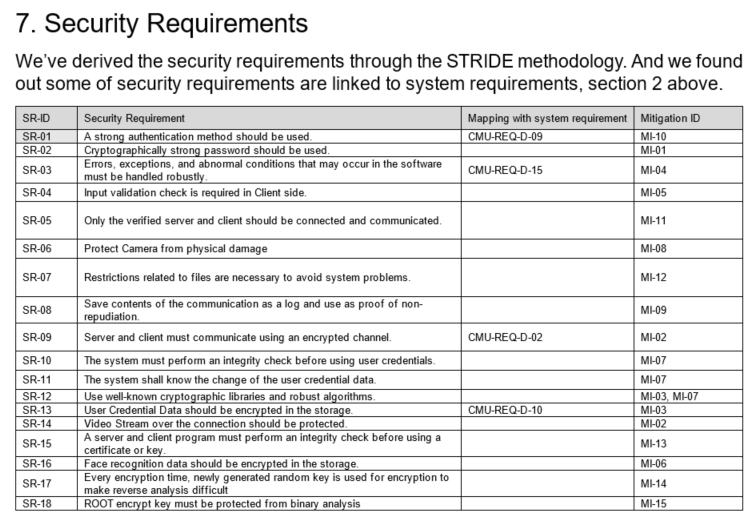 7. Security Requirements
We've derived the security requirements through the STRIDE methodology. And we found
out some of security requirements are linked to system requirements, section 2 above.
SR-ID Security Requirement Mapping with system requirement Mitigation ID
SR-01 A strong authentication method should be used. CMU-REQ-D-09 MI-10
SR-02 Cryptographically strong password should be used. MI-01
SR-03 Errors, exceptions, and abnormal conditions that may occur in the software
must be handled robustly. CMU-REQ-D-15 MI-04
SR-04 Input validation check is required in Client side. MI-05
SR-05 Only the verified server and client should be connected and communicated. MI-11
SR-06 Protect Camera from physical damage MI-08
SR-07 Restrictions related to files are necessary to avoid system problems. MI-12
SR-08 Save contents of the communication as a log and use as proof of non-
repudiation. MI-09
SR-09 Server and client must communicate using an encrypted channel. CMU-REQ-D-02 MI-02
SR-10 The system must perform an integrity check before using user credentials. MI-07
SR-11 The system shall know the change of the user credential data. MI-07
SR-12 Use well-known cryptographic libraries and robust algorithms. MI-03, MI-07
SR-13 User Credential Data should be encrypted in the storage. CMU-REQ-D-10 MI-03
SR-14 Video Stream over the connection should be protected. MI-02
SR-15 A server and client program must perform an integrity check before using a
certificate or key. MI-13
SR-16 Face recognition data should be encrypted in the storage. MI-06
SR-17 Every encryption time, newly generated random key is used for encryption to
make reverse analysis difficult MI-14
SR-18 ROOT encrypt key must be protected from binary analysis MI-15